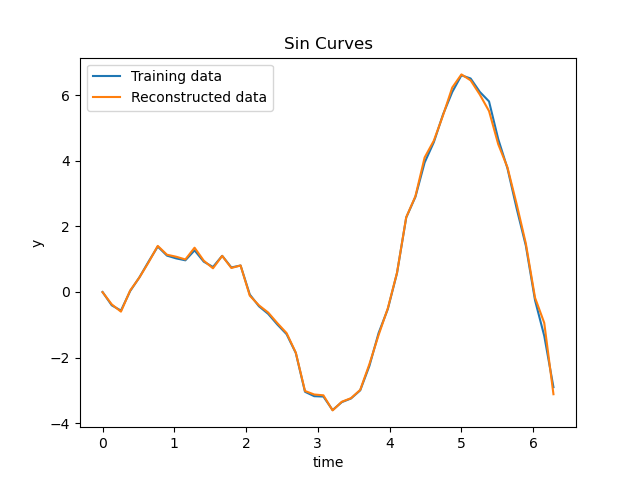 Sin Curves
Training data
Reconstructed data
y
6
4
2
0
−2
−4
0 1 2 3 4 5 6
time